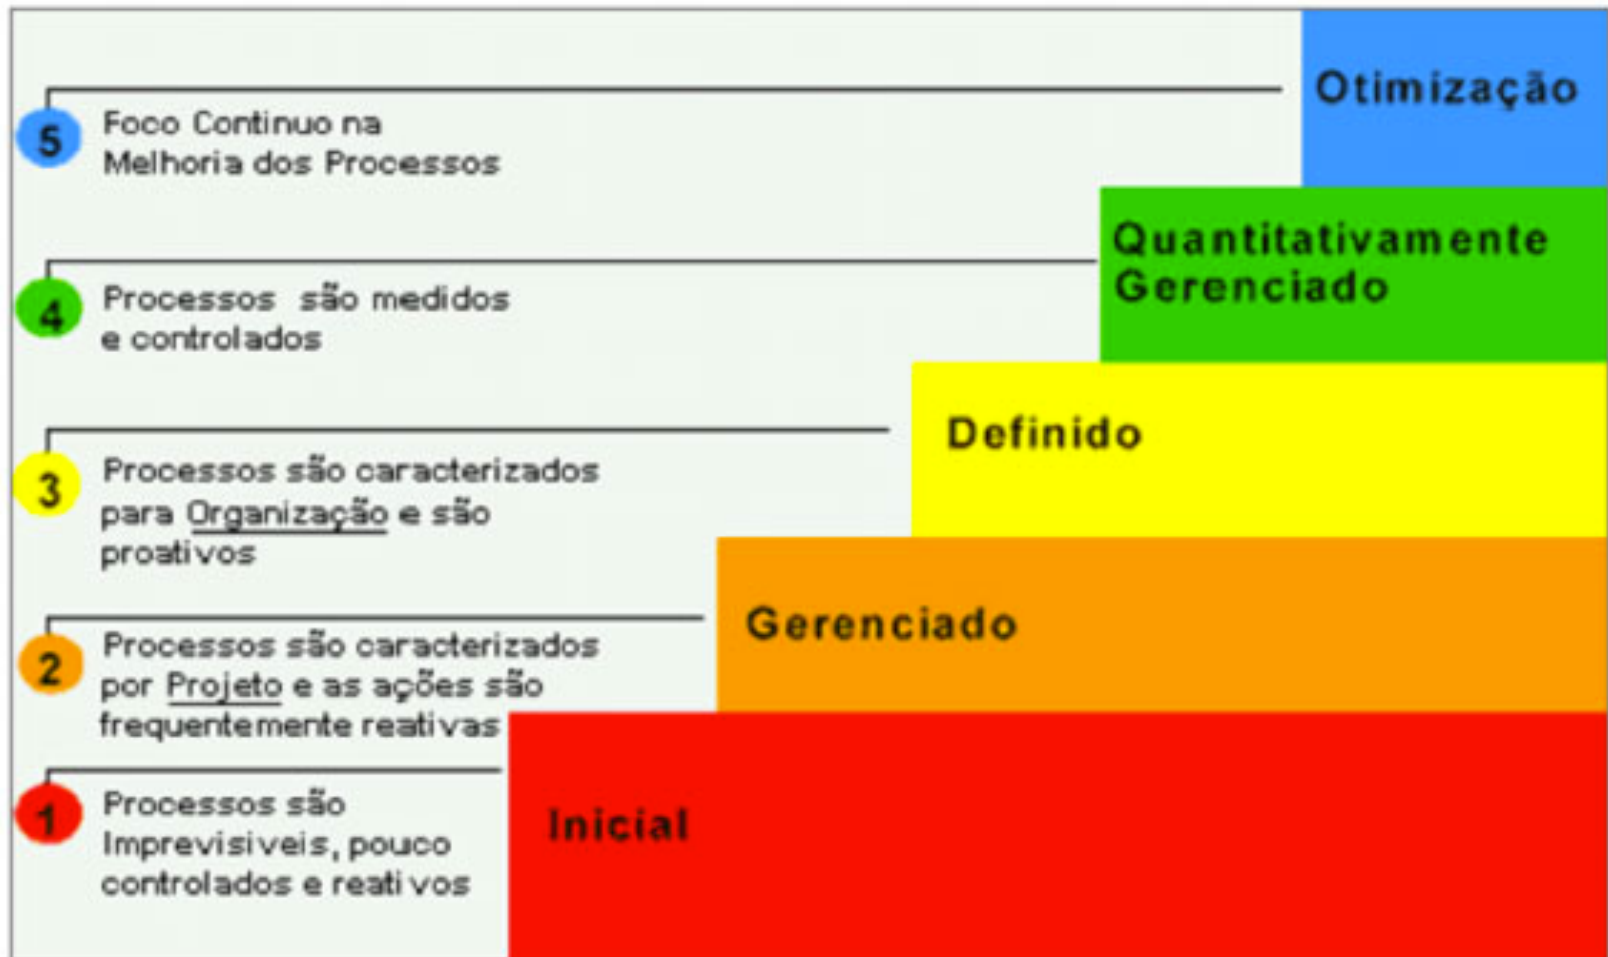 Otimização
5
Foco Continuo na
Melhoria dos Processos
Quantitativamente
Gerenciado
4
Processos são medidos
e controlados
Definido
3
Processos são caracterizados
para Organização e são
proativos
Gerenciado
2
Processos são caracterizados
por Projeto e as ações são
frequentemente reativas
Inicial
1
Processos são
Imprevisiveis, pouco
controlados e reativos